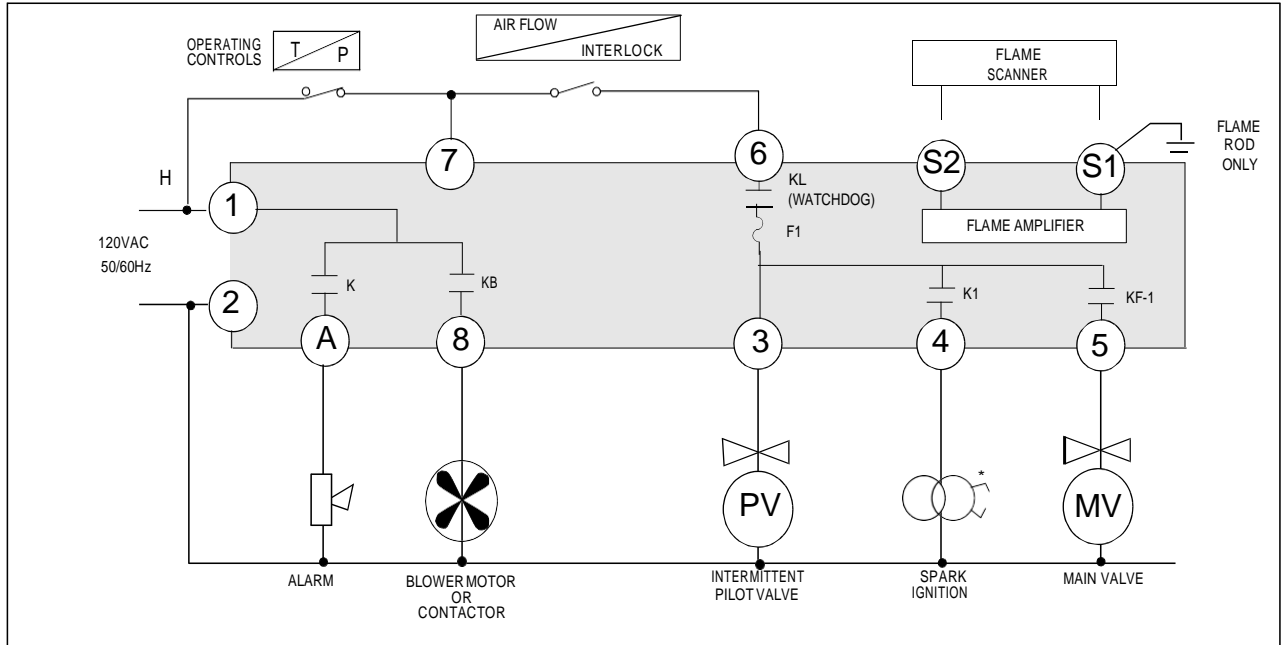 OPERATING
CONTROLS
T P
AIR FLOW
INTERLOCK
FLAME
SCANNER
FLAME
ROD
ONLY
H
7
6
S2
S1
1
KL
(WATCHDOG)
F1
FLAME AMPLIFIER
120VAC
50/60Hz
2
K
KB
K1
KF-1
A
8
3
4
5
PV
*
MV
ALARM
BLOWER MOTOR
OR
CONTACTOR
INTERMITTENT
PILOT VALVE
SPARK
IGNITION
MAIN VALVE